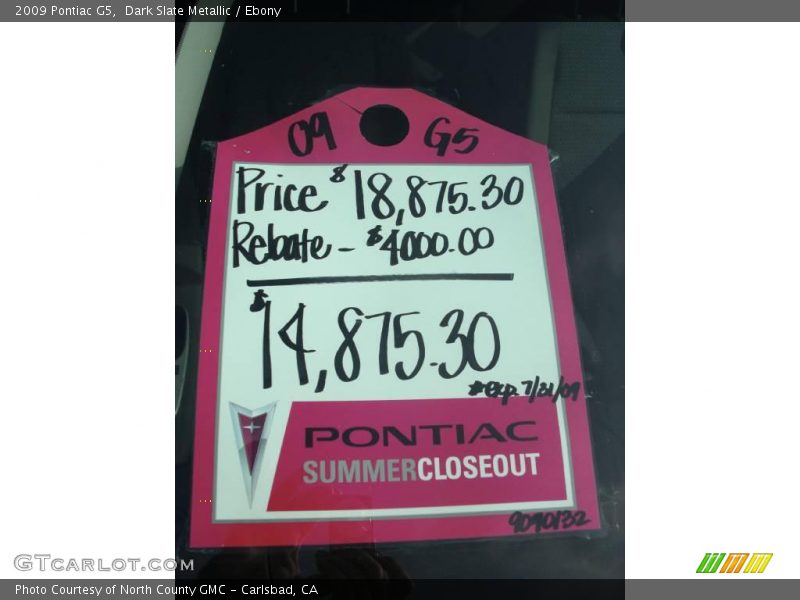 2009 Pontiac G5,  Dark Slate Metallic / Ebony
09 G5
Price $18,875.30
Rebate - $4000.00
$14,875.30
*exp. 7/21/09
PONTIAC
SUMMERCLOSEOUT
9090132
GTcarlot.com
Photo Courtesy of North County GMC - Carlsbad, CA